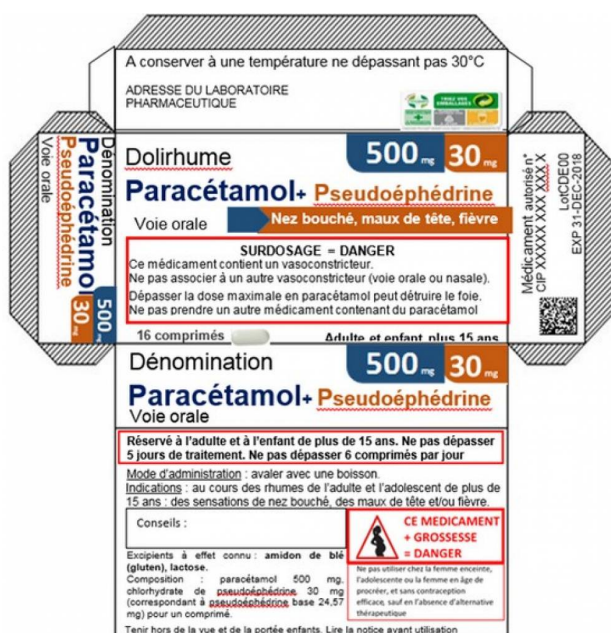 A conserver à une température ne dépassant pas 30°C
ADRESSE DU LABORATOIRE
PHARMACEUTIQUE
TRIEZ
EMBALLAGES
Dénomination
Paracétamol
Pseudoéphédrine
Voie orale
500 mg
30 mg
Dolirhume
500 mg 30 mg
Paracétamol+ Pseudoéphédrine
Voie orale
Nez bouché, maux de tête, fièvre
SURDOSAGE = DANGER
Ce médicament contient un vasoconstricteur.
Ne pas associer à un autre vasoconstricteur (voie orale ou nasale).
Dépasser la dose maximale en paracétamol peut détruire le foie.
Ne pas prendre un autre médicament contenant du paracétamol
16 comprimés
Adulte et enfant plus 15 ans
Médicament autorisé n°
CIP XXXXXX XXX XXX X
LotCDE00
EXP 31-DEC-2018
Dénomination
500 mg 30 mg
Paracétamol+ Pseudoéphédrine
Voie orale
Réservé à l'adulte et à l'enfant de plus de 15 ans. Ne pas dépasser
5 jours de traitement. Ne pas dépasser 6 comprimés par jour
Mode d'administration : avaler avec une boisson.
Indications : au cours des rhumes de l'adulte et l'adolescent de plus de
15 ans : des sensations de nez bouché, des maux de tête et/ou fièvre.
Conseils :
CE MEDICAMENT
+ GROSSESSE
= DANGER
Excipients à effet connu : amidon de blé
(gluten), lactose.
Composition : paracétamol 500 mg,
chlorhydrate de pseudoéphédrine 30 mg
(correspondant à pseudoéphédrine base 24,57
mg) pour un comprimé.
Ne pas utiliser chez la femme enceinte,
l'adolescente ou la femme en âge de
procréer, et sans contraception
efficace, sauf en l'absence d'alternative
thérapeutique
Tenir hors de la vue et de la portée enfants. Lire la notice avant utilisation